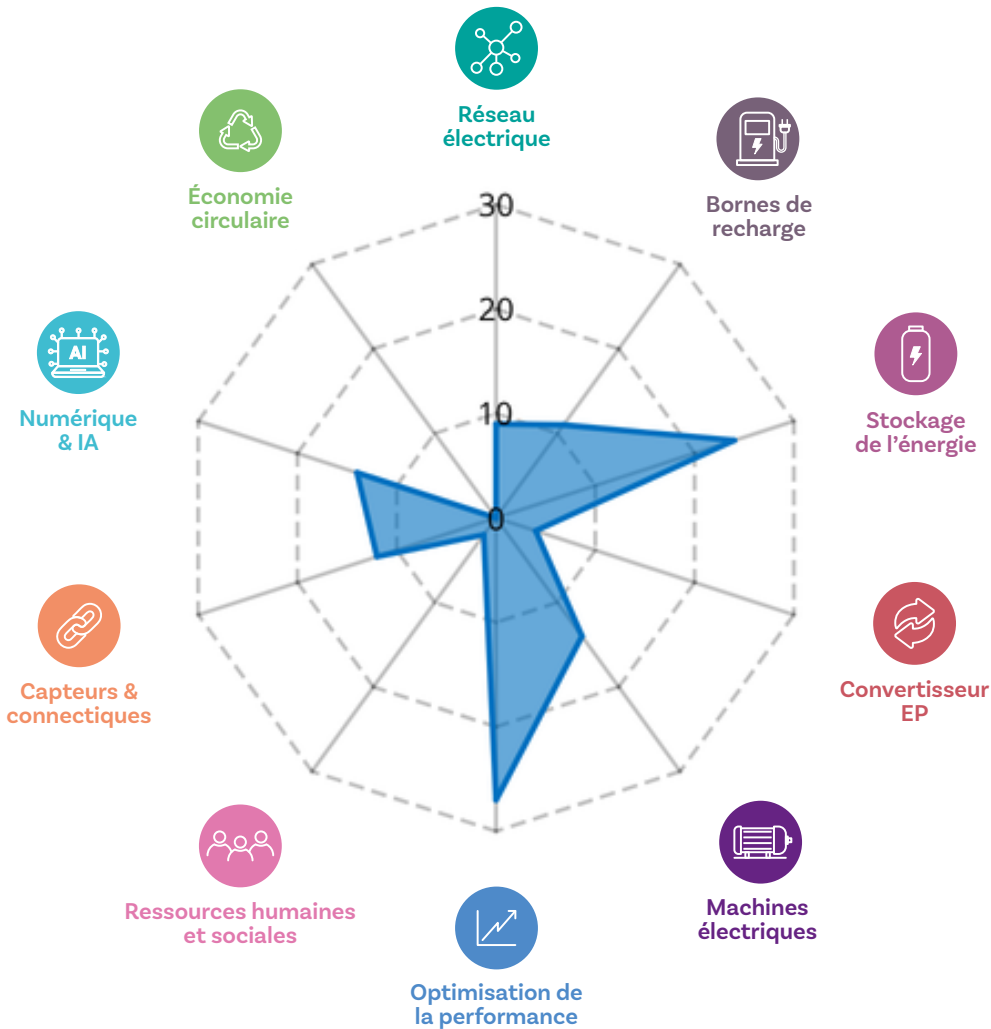 Réseau
électrique
Économie
circulaire
Bornes de
recharge
30
20
10
0
Numérique
& IA
AI
Stockage
de l’énergie
Capteurs &
connectiques
Convertisseur
EP
Ressources humaines
et sociales
Machines
électriques
Optimisation de
la performance